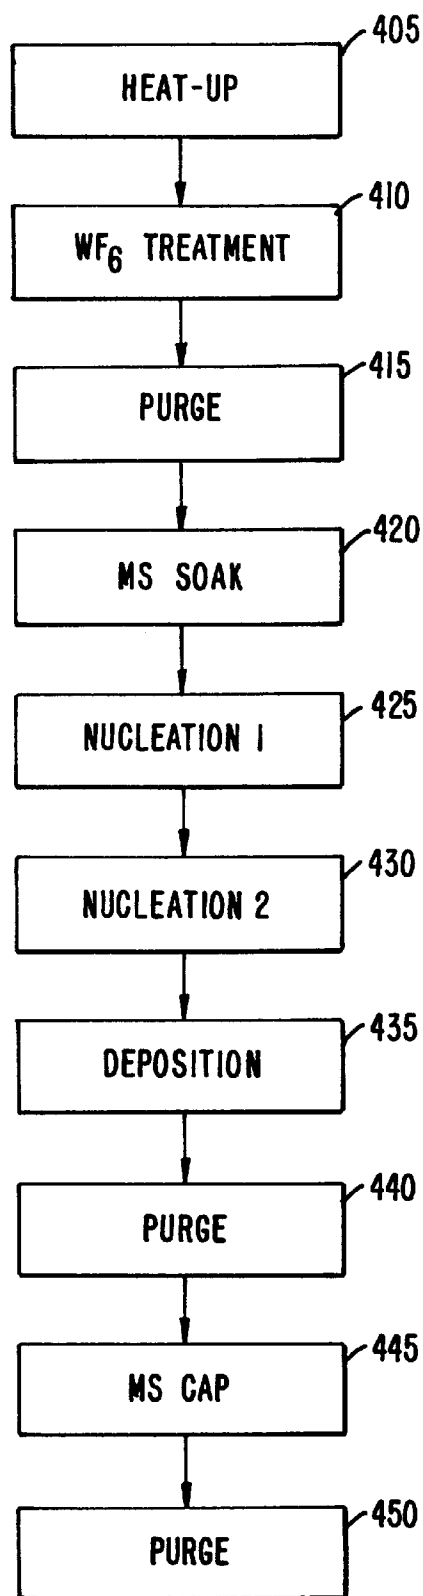 405
HEAT-UP
410
WF6 TREATMENT
415
PURGE
420
MS SOAK
425
NUCLEATION 1
430
NUCLEATION 2
435
DEPOSITION
440
PURGE
445
MS CAP
450
PURGE